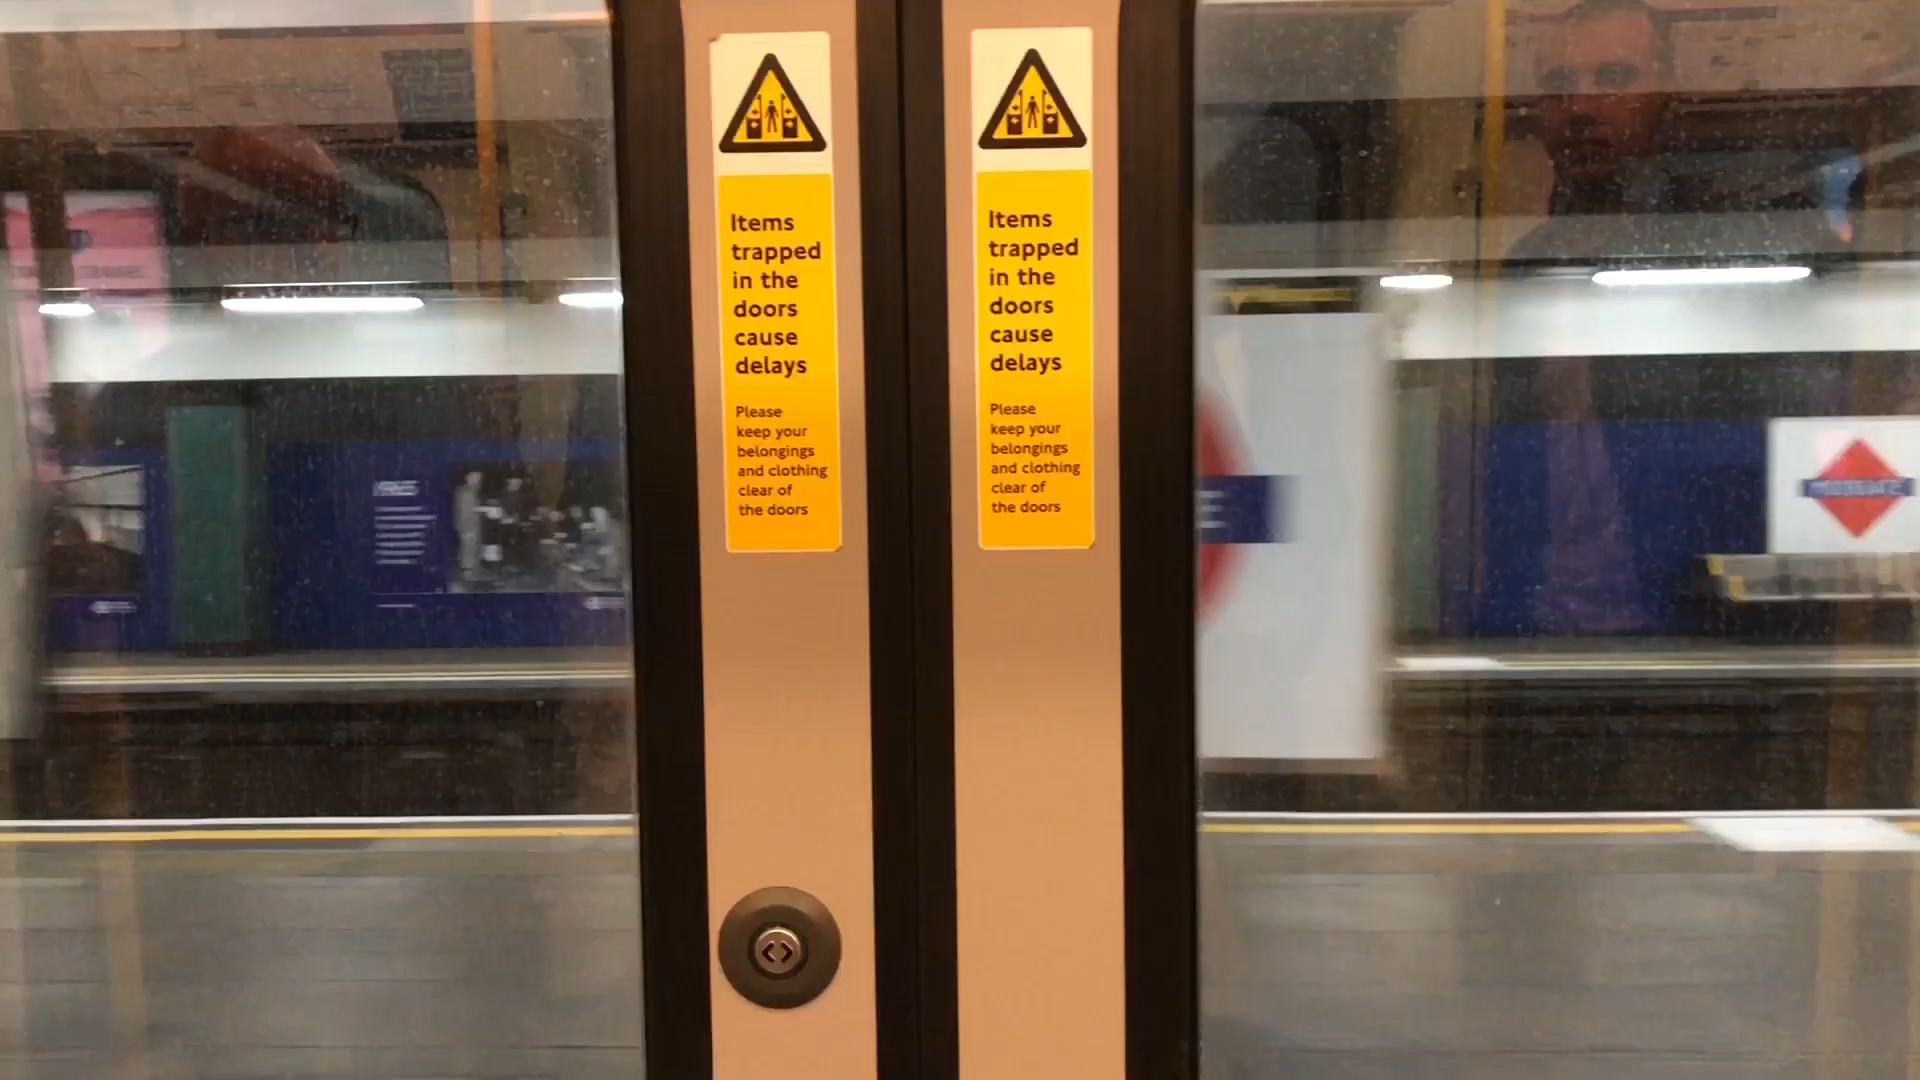 Items
trapped
in the
doors
cause
delays
Please
keep your
belongings
and clothing
clear of
the doors
Items
trapped
in the
doors
cause
delays
Please
keep your
belongings
and clothing
clear of
the doors
E